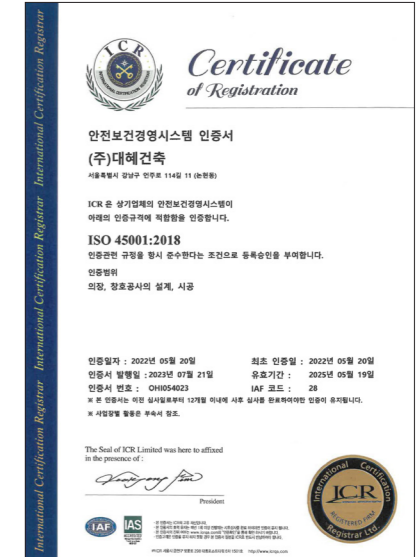 International Certification Registrar International Certification Registrar International Certification Registrar International Certification Registrar
ICR
INTERNATIONAL CERTIFICATION REGISTRAR
Certificate
of Registration
안전보건경영시스템 인증서
(주)대혜건축
서울특별시 강남구 언주로 114길 11 (논현동)
ICR 은 상기업체의 안전보건경영시스템이
아래의 인증규격에 적합함을 인증합니다.
ISO 45001:2018
인증관련 규정을 항시 준수한다는 조건으로 등록승인을 부여합니다.
인증범위
의장, 창호공사의 설계, 시공
인증일자 : 2022년 05월 20일 최초 인증일 : 2022년 05월 20일
인증서 발행일 : 2023년 07월 21일 유효기간 : 2025년 05월 19일
인증서 번호 : OHI054023 IAF 코드 : 28
※ 본 인증서는 이전 심사일로부터 12개월 이내에 사후 심사를 완료하여야만 인증이 유지됩니다.
※ 사업장별 활동은 부속서 참조.
The Seal of ICR Limited was here to affixed
in the presence of :
President
IAF
IAS
International Certification
ICR
REGISTERED FIRM
Registrar Ltd.